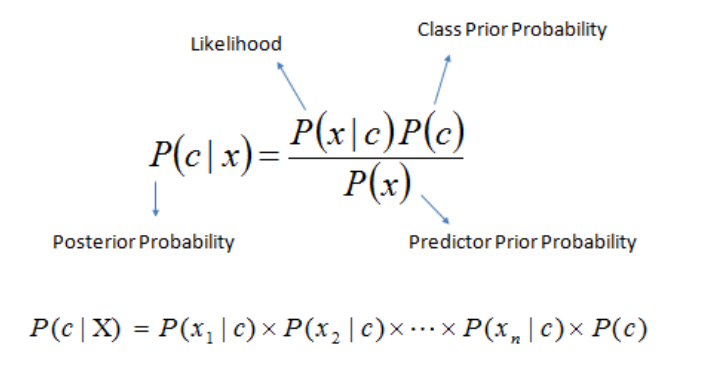 Class Prior Probability
Likelihood
P(c|x) = P(x|c)P(c) / P(x)
Posterior Probability
Predictor Prior Probability
P(c|X) = P(x₁|c) × P(x₂|c) × ⋯ × P(xₙ|c) × P(c)